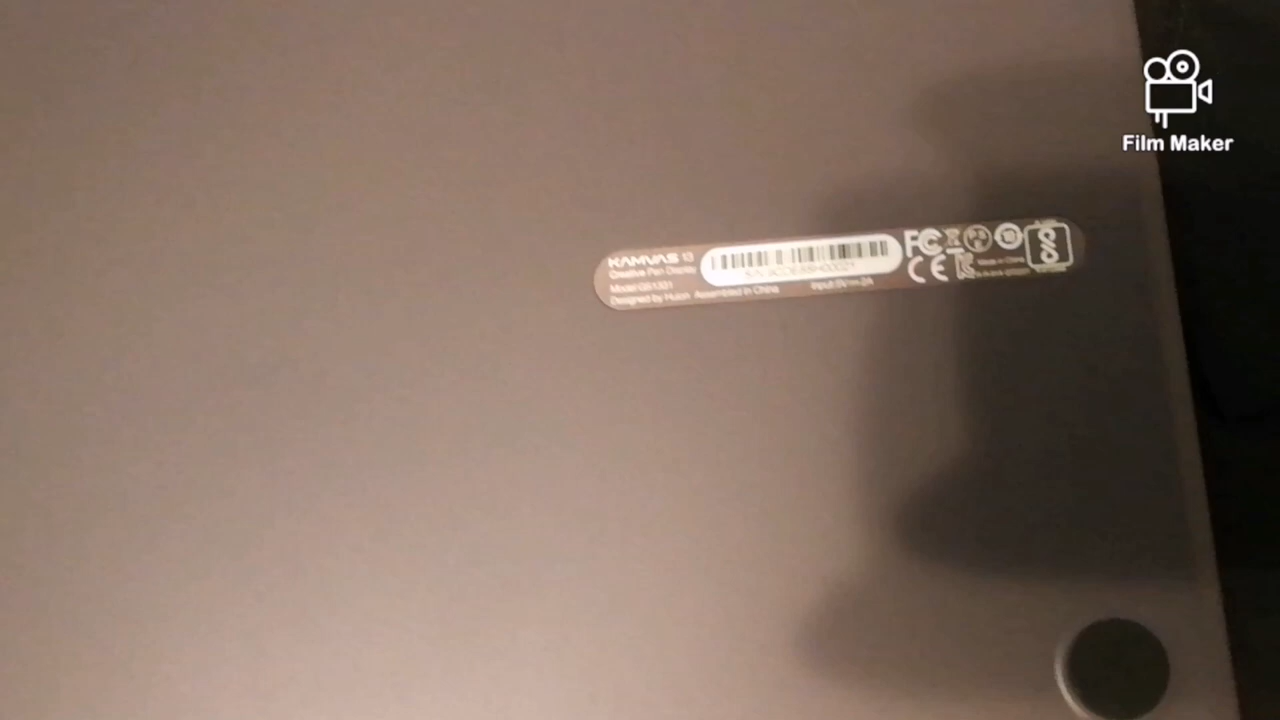 Film Maker
KAMVAS 13
Creative Pen Display
Model:GS1331
Designed by Huion Assembled in China
Input:5V⎓2A
FC
CE
Made in China